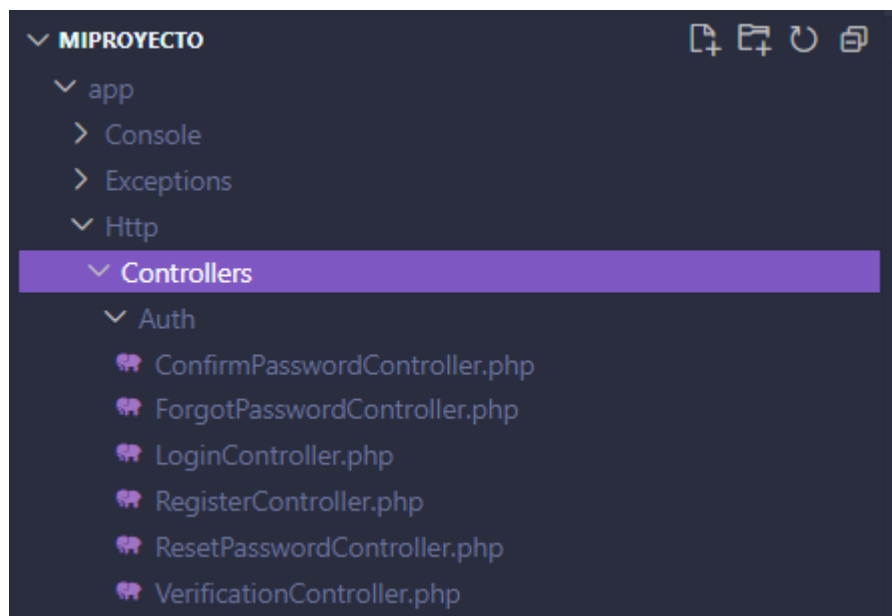 MIPROYECTO
app
Console
Exceptions
Http
Controllers
Auth
ConfirmPasswordController.php
ForgotPasswordController.php
LoginController.php
RegisterController.php
ResetPasswordController.php
VerificationController.php